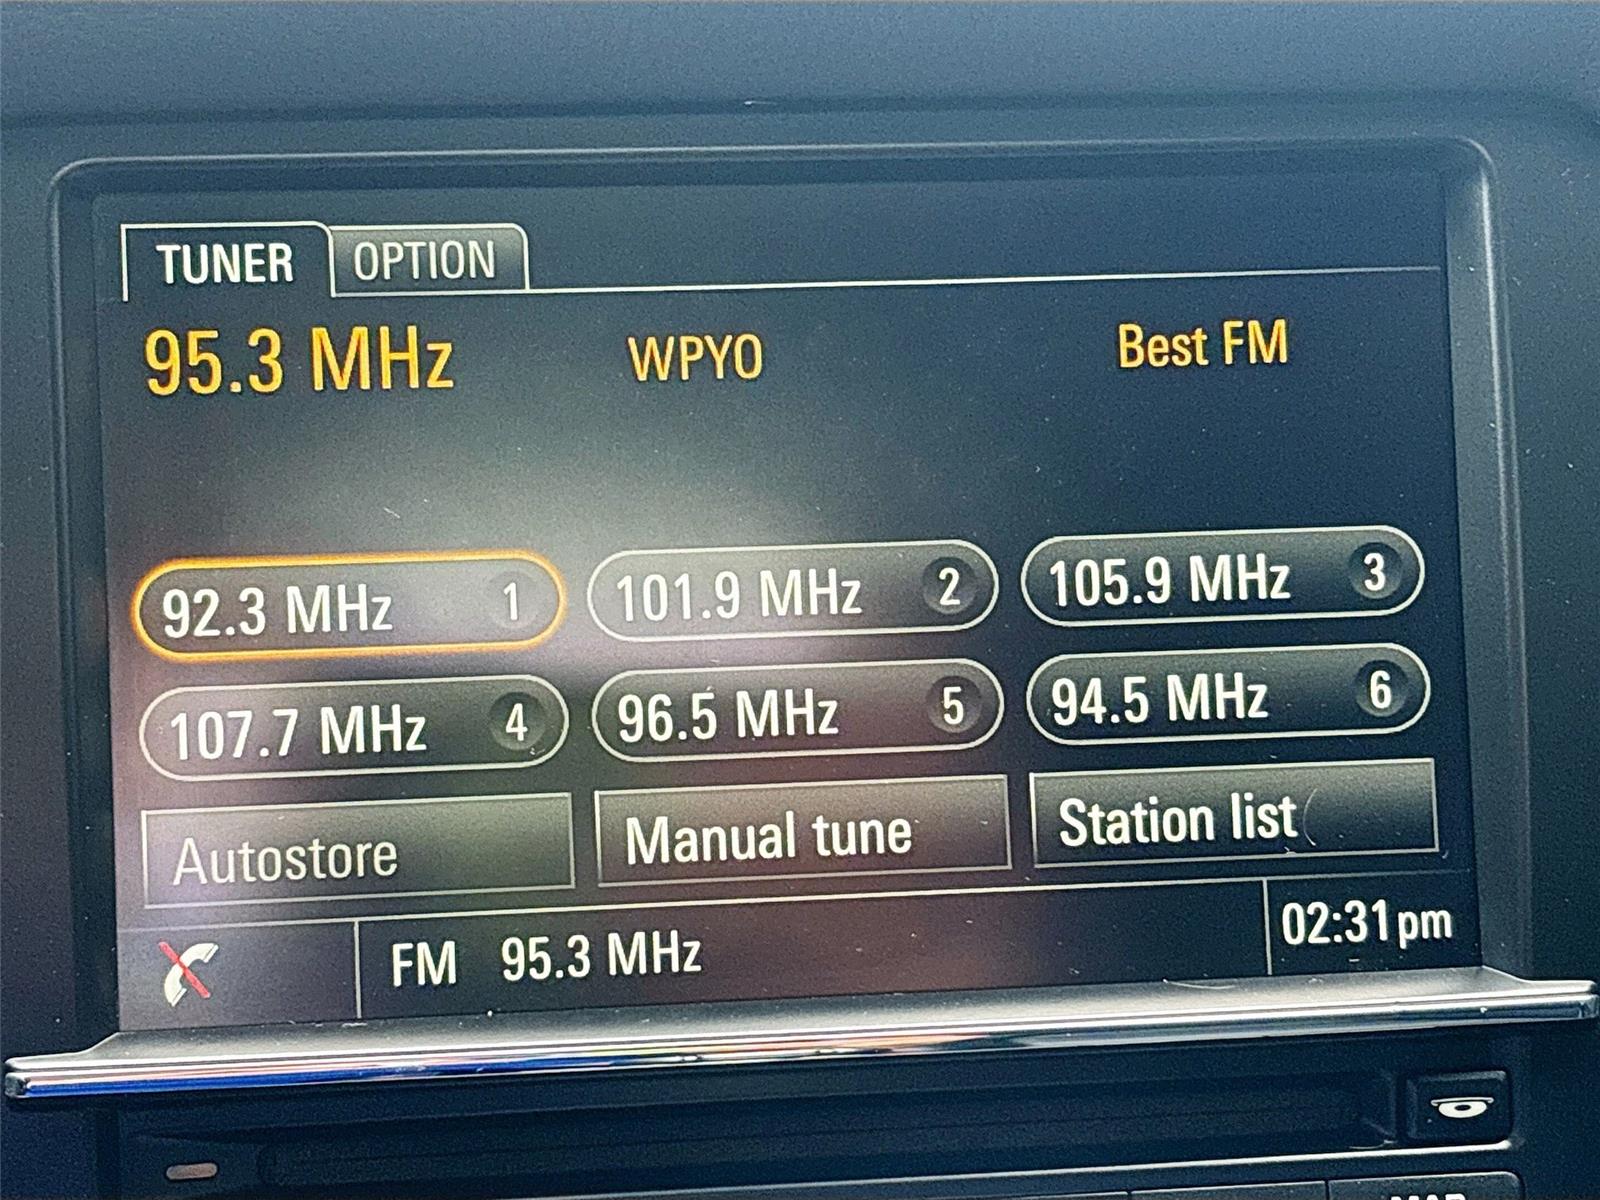 TUNER OPTION
95.3 MHz WPYO Best FM
92.3 MHz 1 101.9 MHz 2 105.9 MHz 3
107.7 MHz 4 96.5 MHz 5 94.5 MHz 6
Autostore Manual tune Station list
FM 95.3 MHz 02:31pm